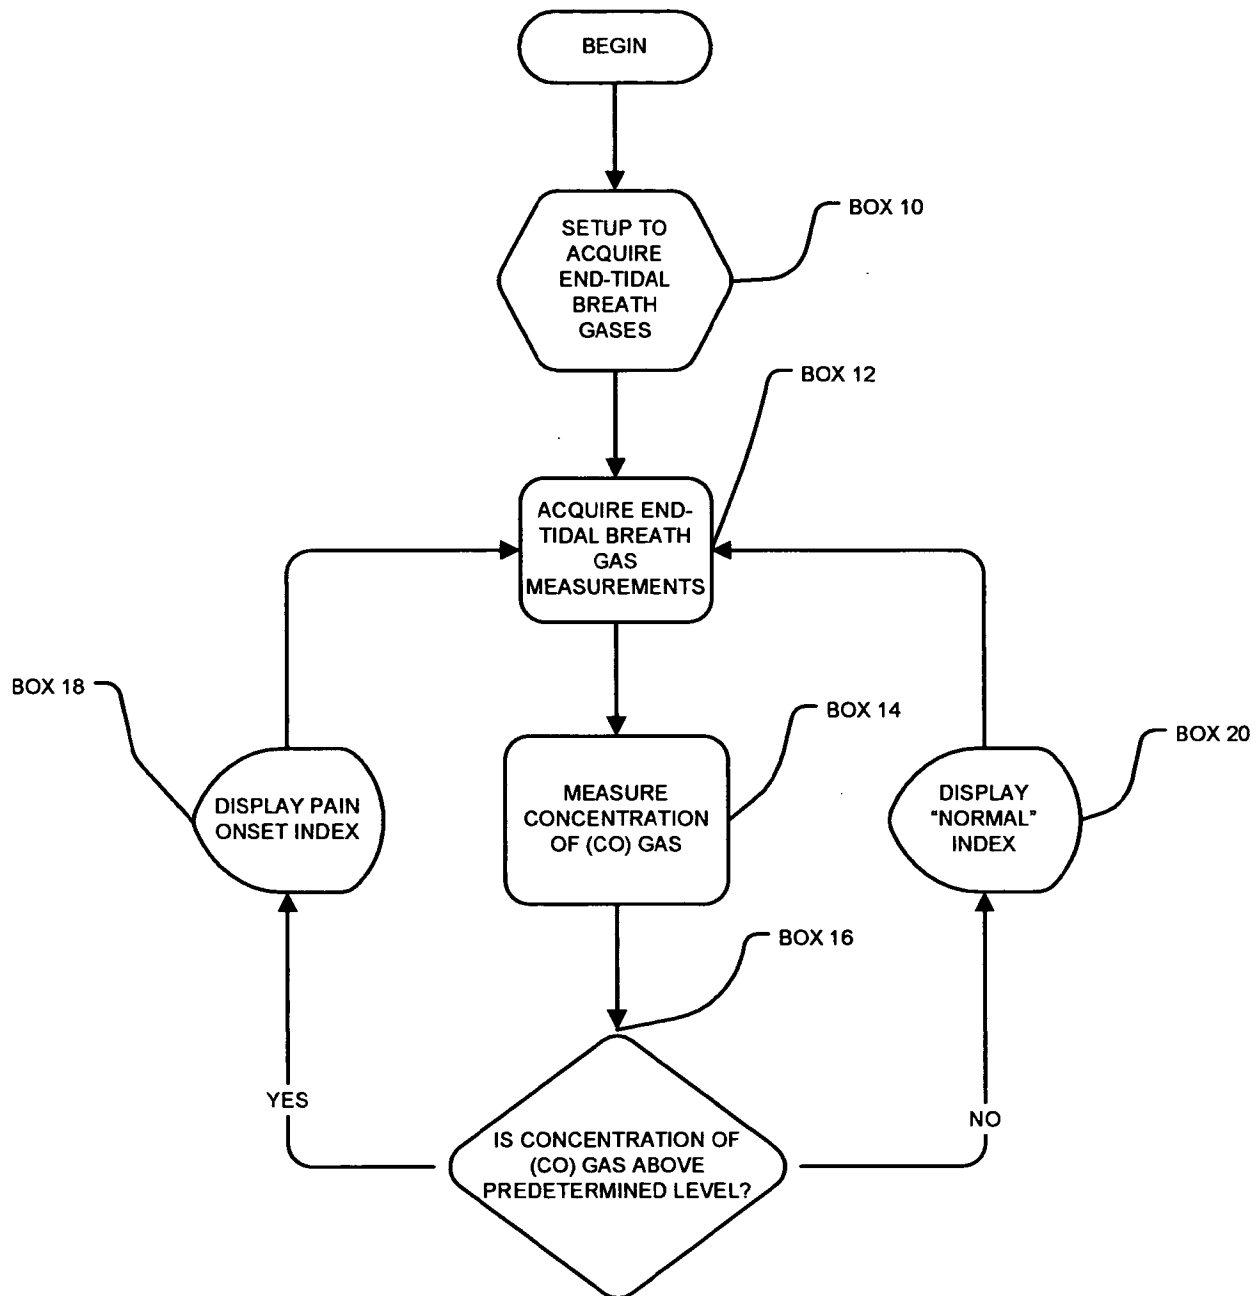 BEGIN
SETUP TO
ACQUIRE
END-TIDAL
BREATH
GASES
BOX 10
BOX 12
ACQUIRE END-
TIDAL BREATH
GAS
MEASUREMENTS
BOX 18
DISPLAY PAIN
ONSET INDEX
BOX 14
MEASURE
CONCENTRATION
OF (CO) GAS
BOX 20
DISPLAY
“NORMAL”
INDEX
BOX 16
YES
NO
IS CONCENTRATION OF
(CO) GAS ABOVE
PREDETERMINED LEVEL?